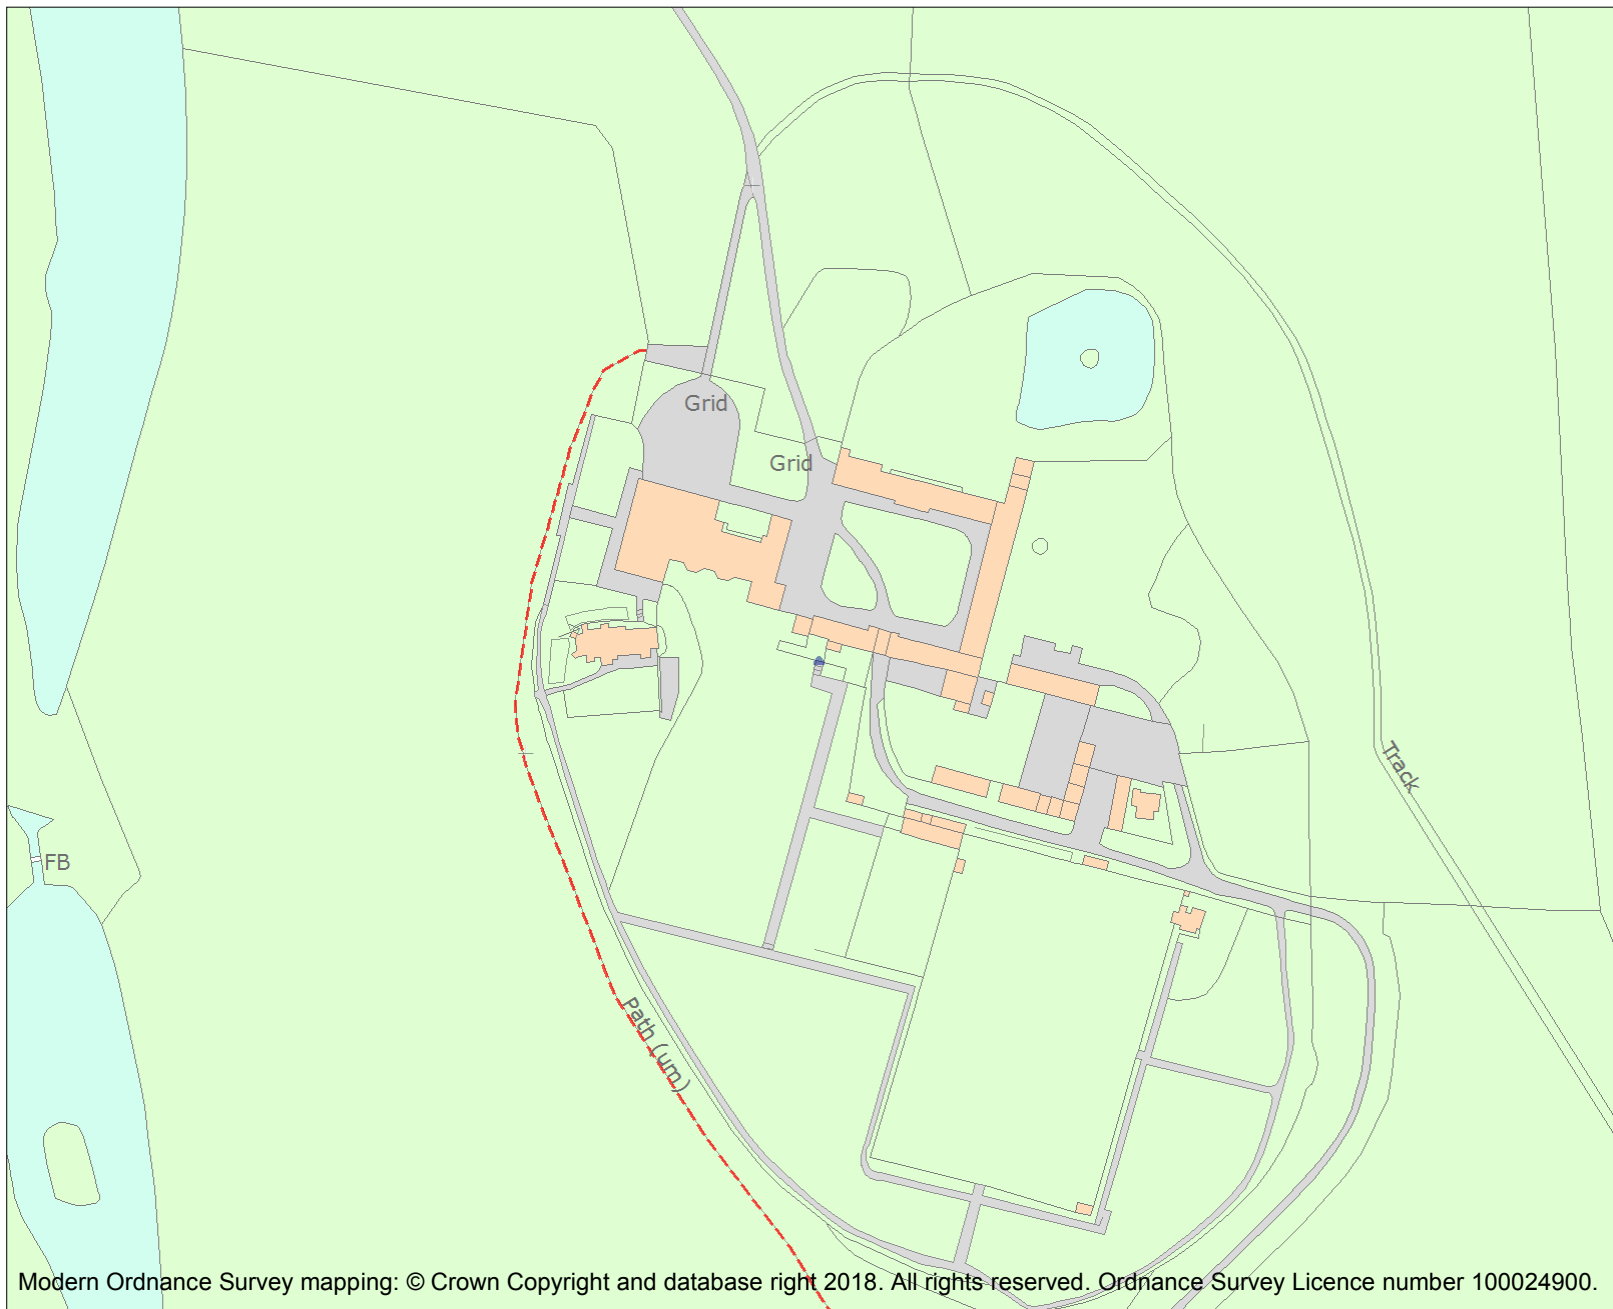 Grid
Grid
Track
FB
Path (um)
Modern Ordnance Survey mapping: © Crown Copyright and database right 2018. All rights reserved. Ordnance Survey Licence number 100024900.